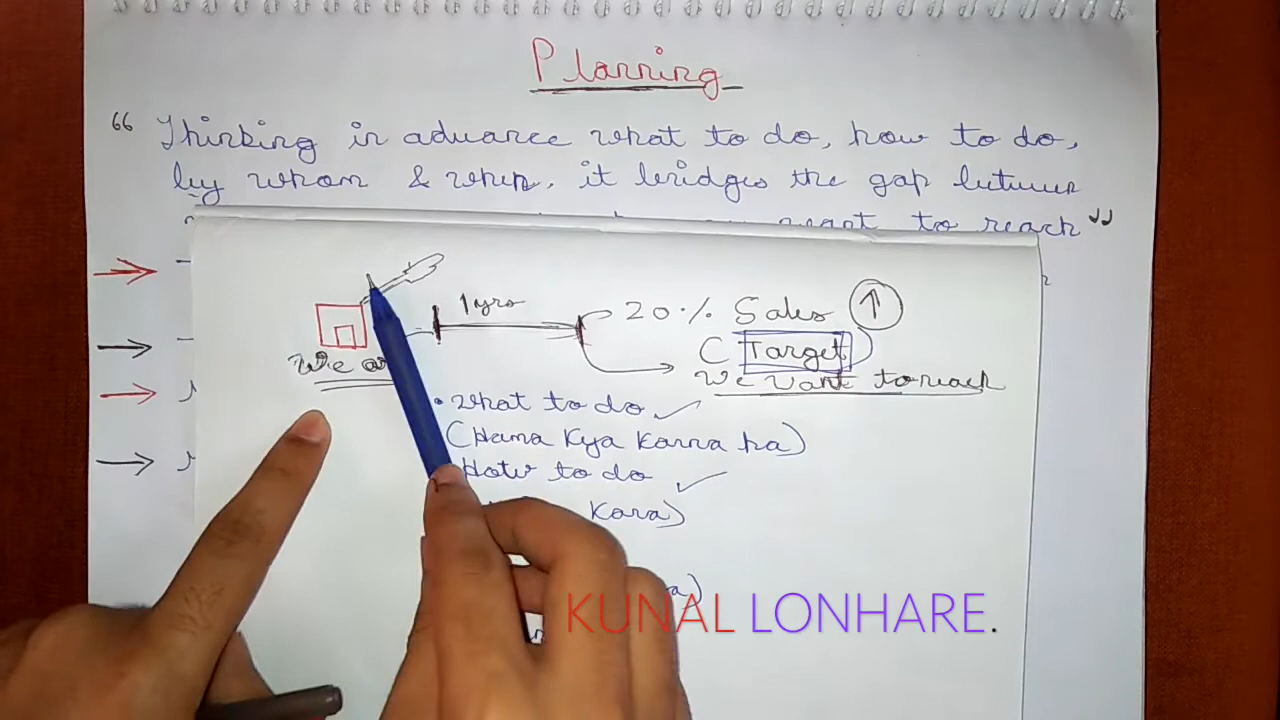 Planning
“ Thinking in advance what to do, how to do,
by whom & when, it bridges the gap between
want to reach ”
1 yrs
20 % Sales ↑
( Target )
We ar
We want to reach
• what to do ✓
(Hama Kya Karna ha)
How to do ✓
Kara)
a)
KUNAL LONHARE.